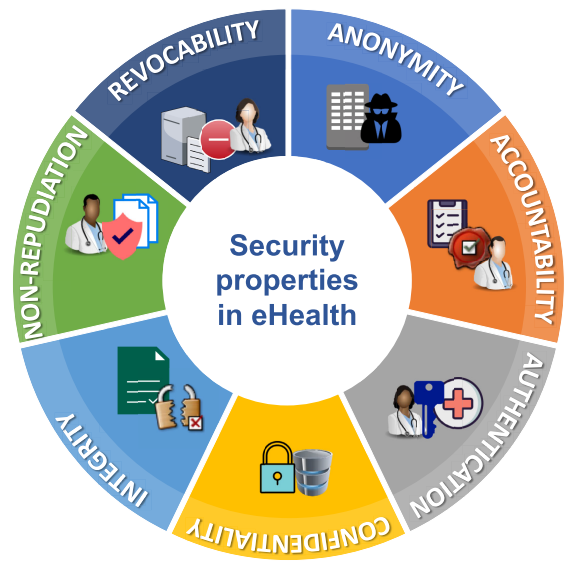 Security
properties
in eHealth
ANONYMITY
ACCOUNTABILITY
AUTHENTICATION
CONFIDENTIALITY
INTEGRITY
NON-REPUDIATION
REVOCABILITY